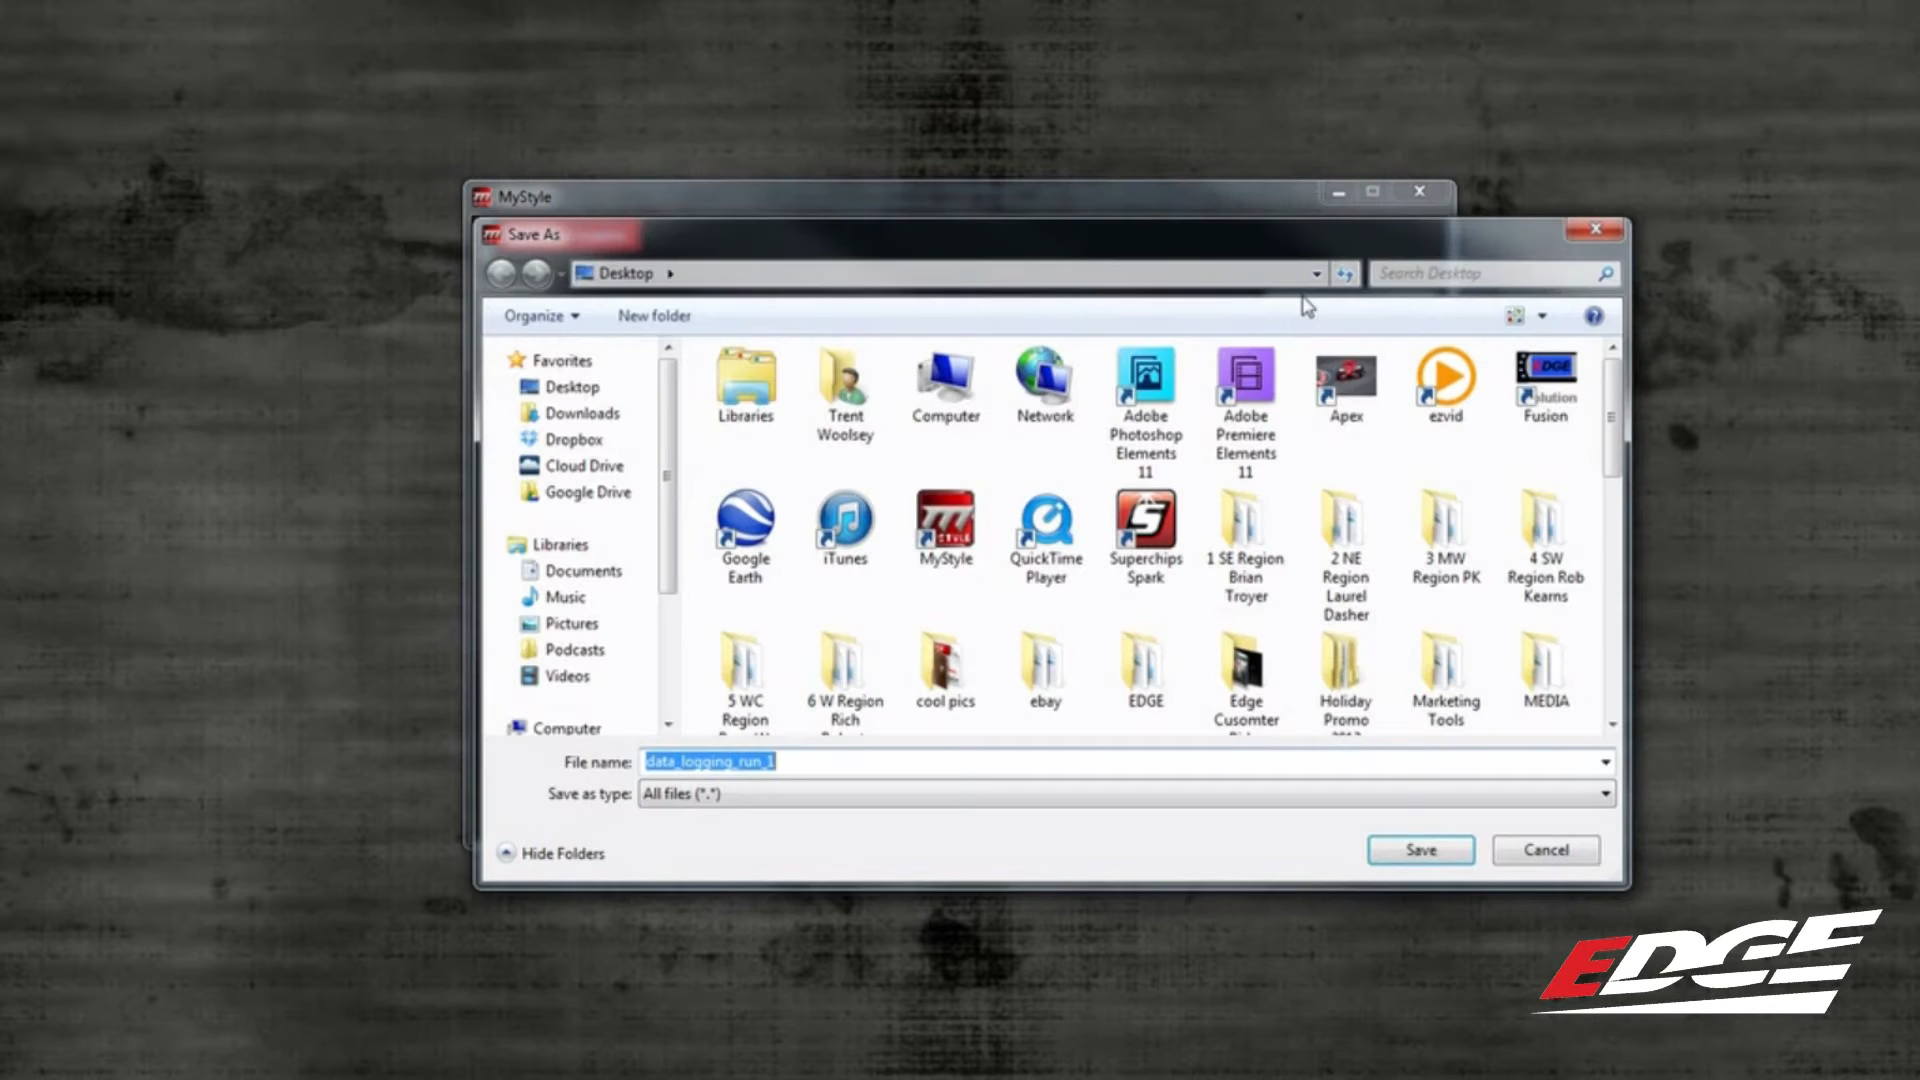 MyStyle
Save As
Desktop
Search Desktop
Organize
New folder
Favorites
Desktop
Downloads
Dropbox
Cloud Drive
Google Drive
Libraries
Documents
Music
Pictures
Podcasts
Videos
Computer
Libraries
Trent
Woolsey
Computer
Network
Adobe
Photoshop
Elements
11
Adobe
Premiere
Elements
11
Apex
ezvid
EDGE
Fusion
Google
Earth
iTunes
STYLE
MyStyle
QuickTime
Player
S
Superchips
Spark
1 SE Region
Brian
Troyer
2 NE
Region
Laurel
Dasher
3 MW
Region PK
4 SW
Region Rob
Kearns
5 WC
Region
6 W Region
Rich
cool pics
ebay
EDGE
Edge
Cusomter
Holiday
Promo
Marketing
Tools
MEDIA
File name: data_logging_run_1
Save as type: All files (*.*)
Hide Folders
Save
Cancel
EDGE